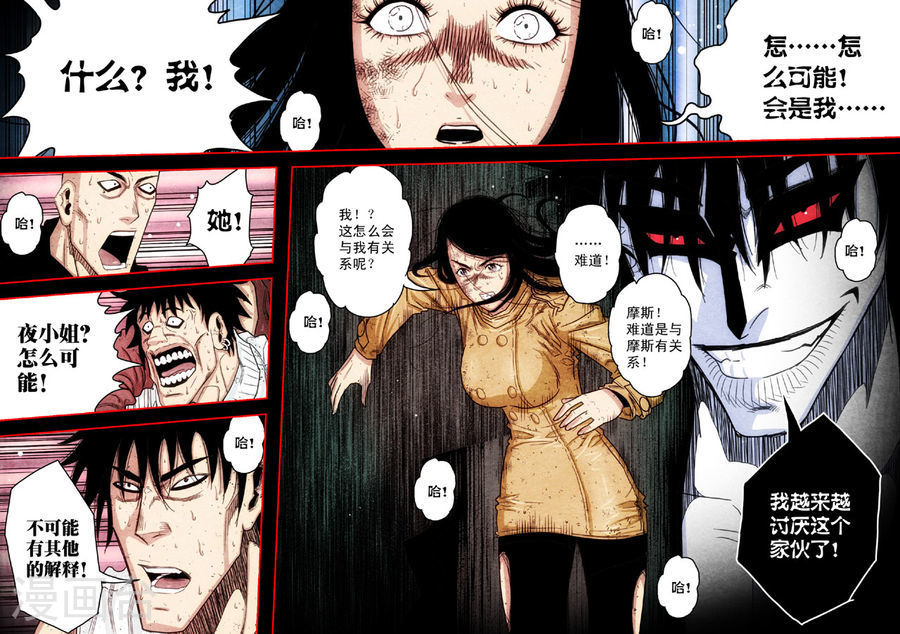 什么？我！
哈！
哈！
怎……怎
么可能！
会是我……
哈！
她！
夜小姐？
怎么可
能！
哈！
不可能
有其他
的解释！
我！？
这怎么会
与我有关
系呢？
哈！
……
难道！
摩斯！
难道是与
摩斯有关
系！
哈！
哈！
哈！
我越来越
讨厌这个
家伙了！
漫画